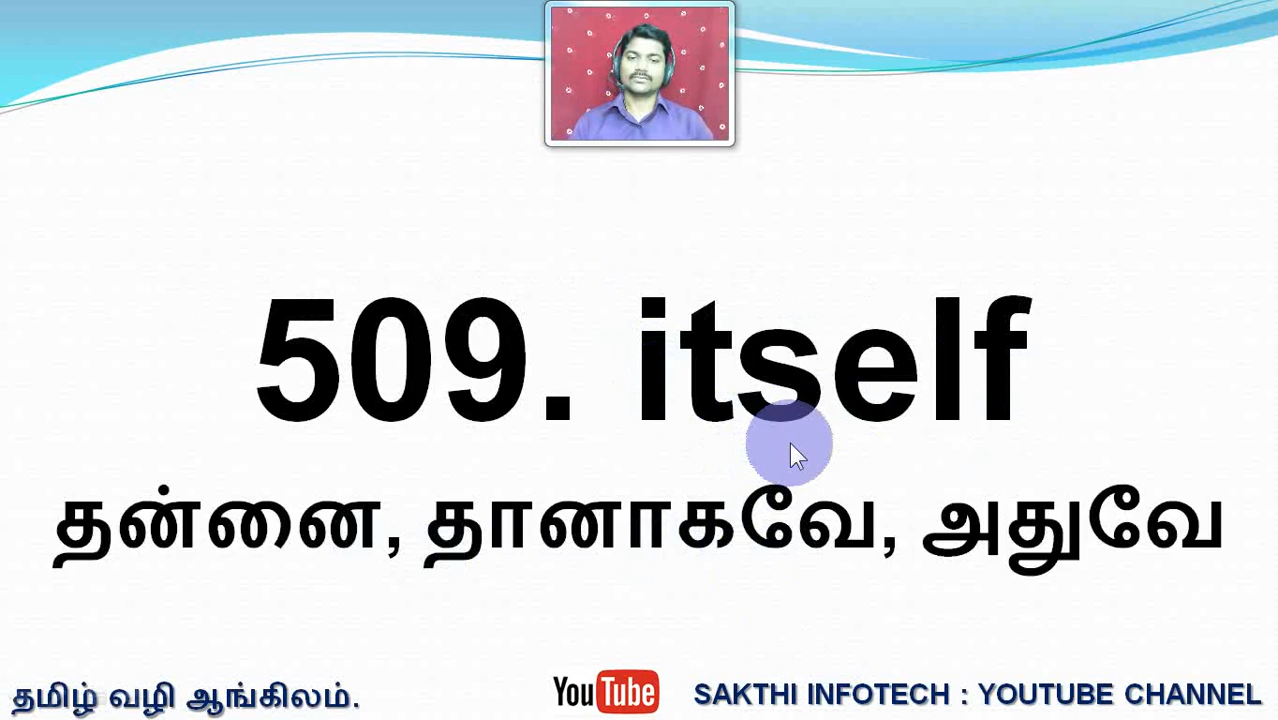 509. itself
தன்னை, தானாகவே, அதுவே
தமிழ் வழி ஆங்கிலம். YouTube SAKTHI INFOTECH : YOUTUBE CHANNEL